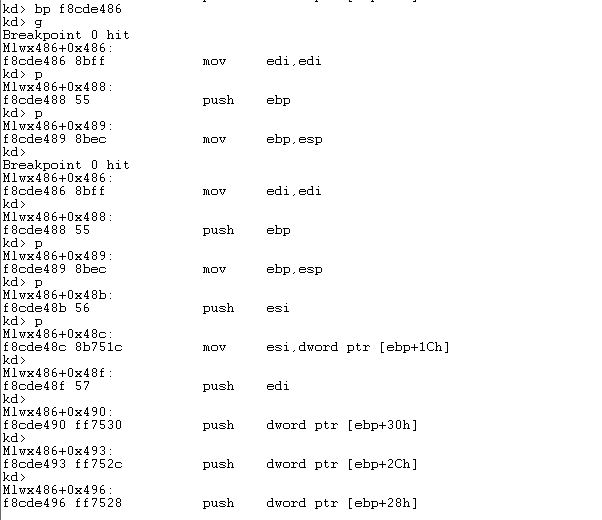 kd> bp f8cde486
kd> g
Breakpoint 0 hit
Mlwx486+0x486:
f8cde486 8bff mov edi,edi
kd> p
Mlwx486+0x488:
f8cde488 55 push ebp
kd> p
Mlwx486+0x489:
f8cde489 8bec mov ebp,esp
kd>
Breakpoint 0 hit
Mlwx486+0x486:
f8cde486 8bff mov edi,edi
kd>
Mlwx486+0x488:
f8cde488 55 push ebp
kd> p
Mlwx486+0x489:
f8cde489 8bec mov ebp,esp
kd> p
Mlwx486+0x48b:
f8cde48b 56 push esi
kd> p
Mlwx486+0x48c:
f8cde48c 8b751c mov esi,dword ptr [ebp+1Ch]
kd>
Mlwx486+0x48f:
f8cde48f 57 push edi
kd>
Mlwx486+0x490:
f8cde490 ff7530 push dword ptr [ebp+30h]
kd>
Mlwx486+0x493:
f8cde493 ff752c push dword ptr [ebp+2Ch]
kd>
Mlwx486+0x496:
f8cde496 ff7528 push dword ptr [ebp+28h]